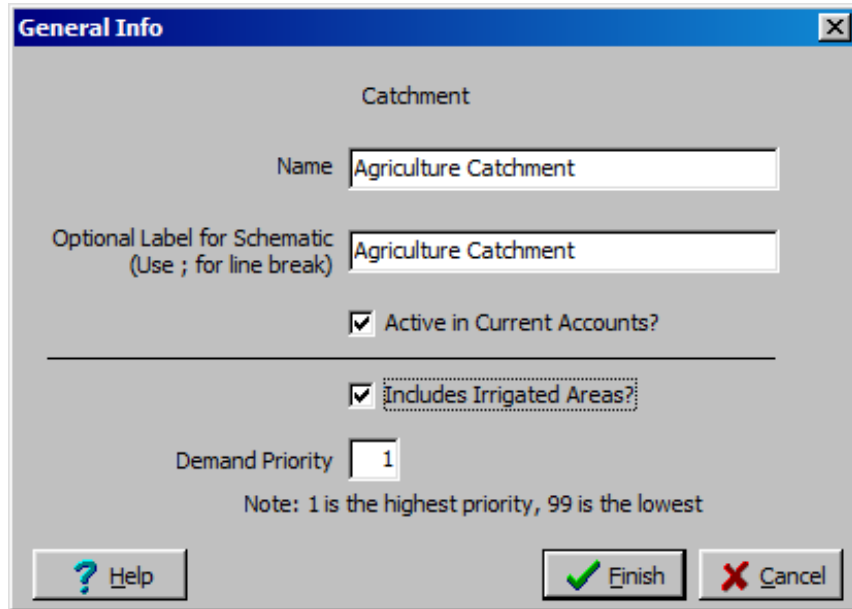 General Info
Catchment
Name Agriculture Catchment
Optional Label for Schematic
(Use ; for line break) Agriculture Catchment
Active in Current Accounts?
Includes Irrigated Areas?
Demand Priority 1
Note: 1 is the highest priority, 99 is the lowest
? Help Finish Cancel